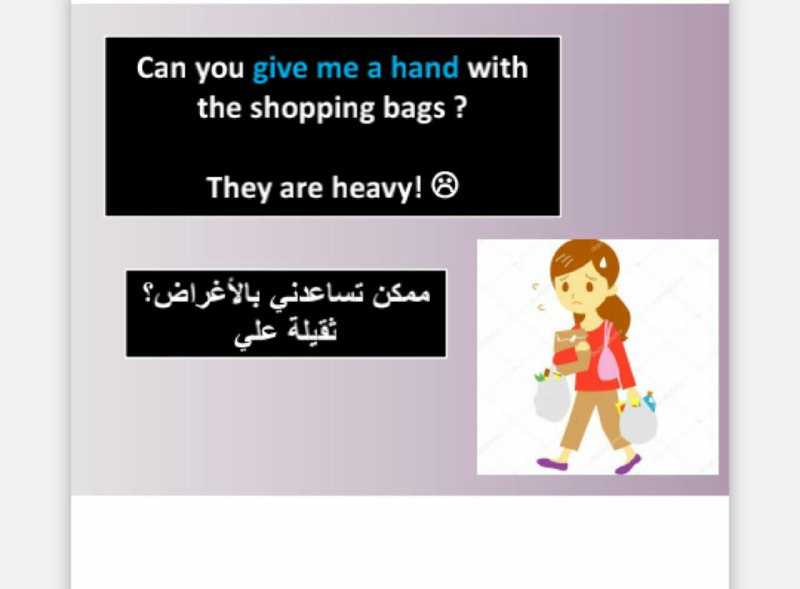 Can you give me a hand with
the shopping bags ?
They are heavy! ☹
ممكن تساعدني بالأغراض؟
ثقيلة علي